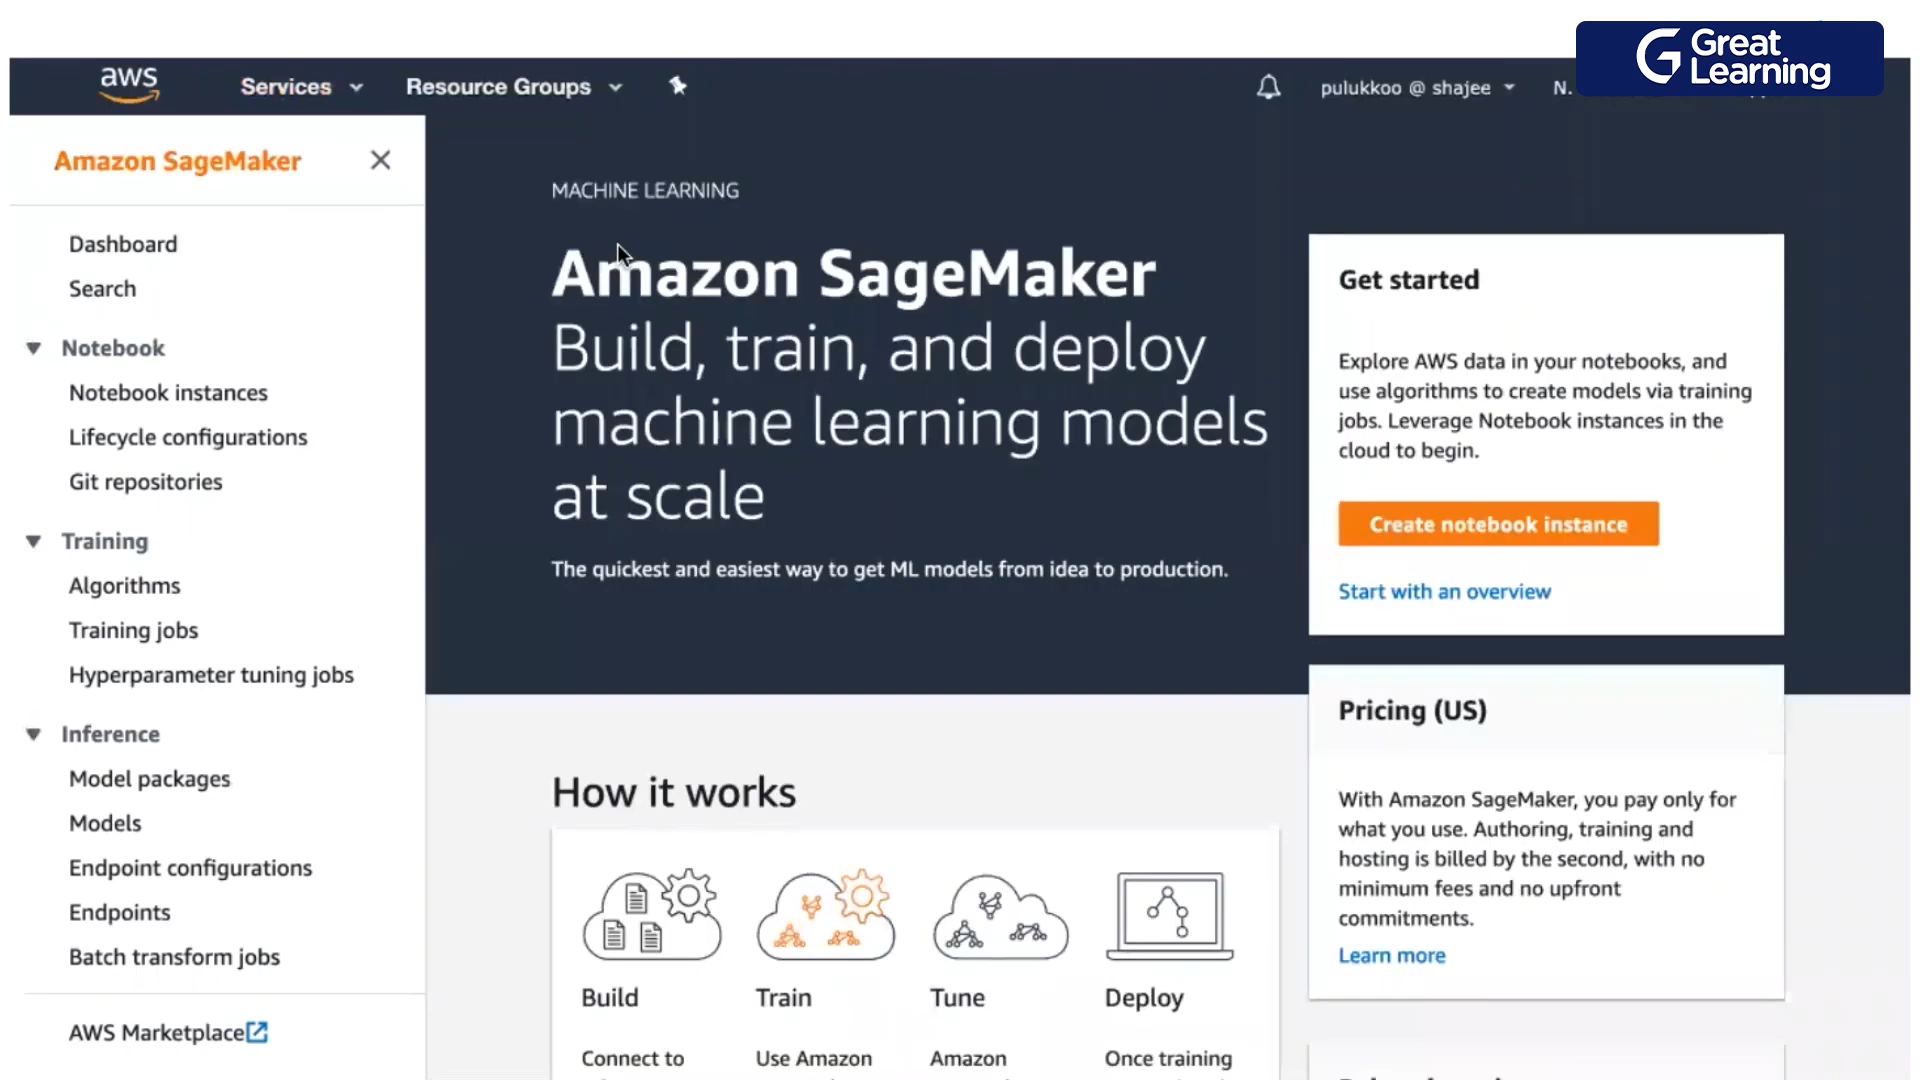 Great
Learning
aws
Services
Resource Groups
pulukkoo @ shajee
N.
Amazon SageMaker
Dashboard
Search
Notebook
Notebook instances
Lifecycle configurations
Git repositories
Training
Algorithms
Training jobs
Hyperparameter tuning jobs
Inference
Model packages
Models
Endpoint configurations
Endpoints
Batch transform jobs
AWS Marketplace
MACHINE LEARNING
Amazon SageMaker
Build, train, and deploy
machine learning models
at scale
The quickest and easiest way to get ML models from idea to production.
Get started
Explore AWS data in your notebooks, and
use algorithms to create models via training
jobs. Leverage Notebook instances in the
cloud to begin.
Create notebook instance
Start with an overview
Pricing (US)
With Amazon SageMaker, you pay only for
what you use. Authoring, training and
hosting is billed by the second, with no
minimum fees and no upfront
commitments.
Learn more
How it works
Build
Train
Tune
Deploy
Connect to
Use Amazon
Amazon
Once training